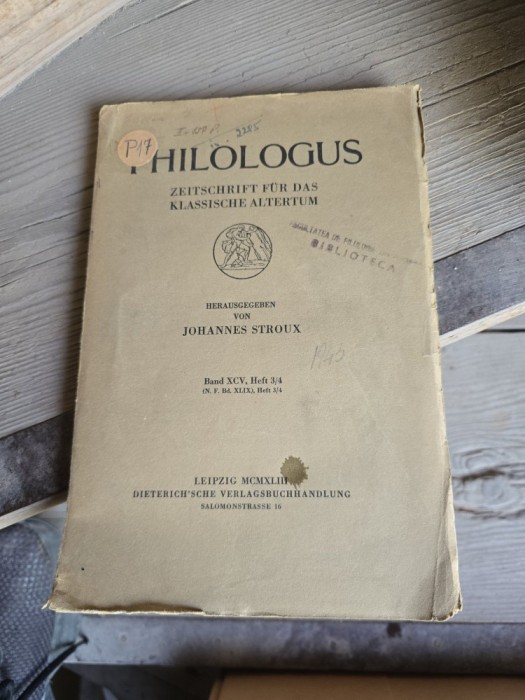 2285
P17
PHILOLOGUS
ZEITSCHRIFT FÜR DAS
KLASSISCHE ALTERTUM
BIBLIOTECA
HERAUSGEGEBEN
VON
JOHANNES STROUX
Band XCV, Heft 3/4
(N. F. Bd. XLIX), Heft 3/4
LEIPZIG MCMXLIII
DIETERICH'SCHE VERLAGSBUCHHANDLUNG
SALOMONSTRASSE 16